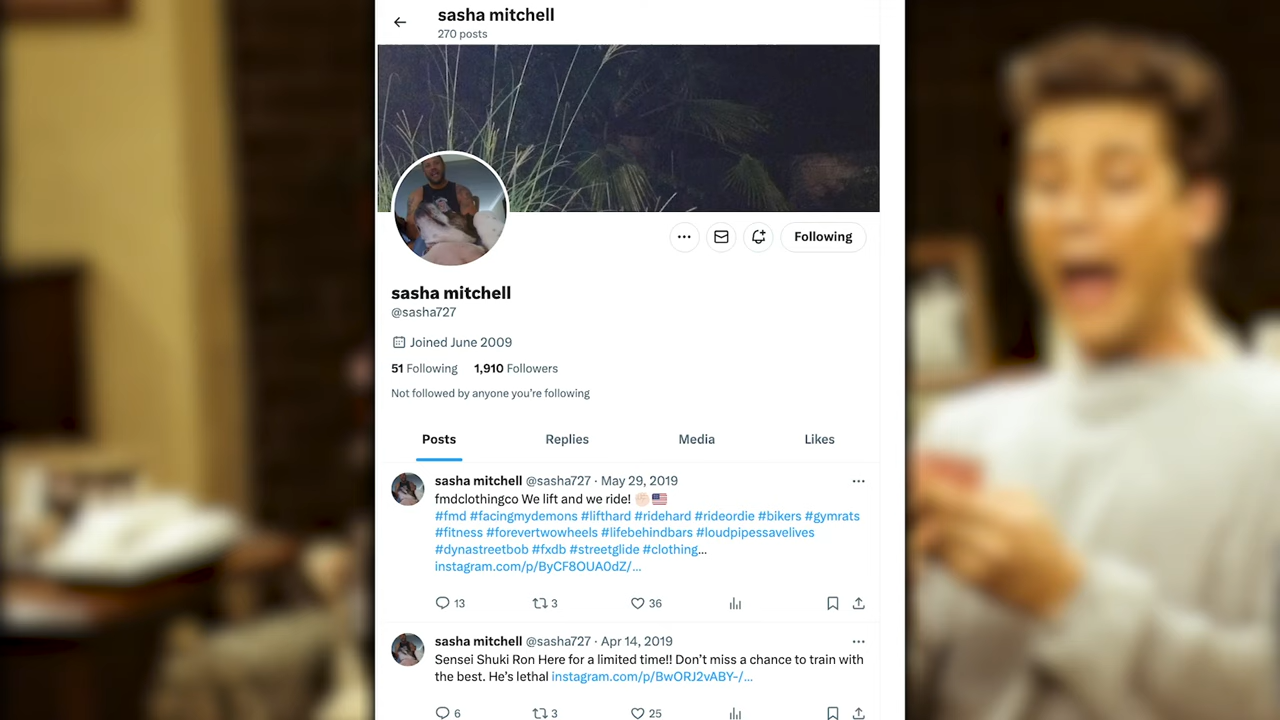 sasha mitchell
270 posts
Following
sasha mitchell
@sasha727
Joined June 2009
51 Following 1,910 Followers
Not followed by anyone you're following
Posts Replies Media Likes
sasha mitchell @sasha727 · May 29, 2019
fmdclothingco We lift and we ride! ✊🏻 🇺🇸
#fmd #facingmydemons #lifthard #ridehard #rideordie #bikers #gymrats
#fitness #forevertwowheels #lifebehindbars #loudpipessavelives
#dynastreetbob #fxdb #streetglide #clothing…
instagram.com/p/ByCF8OUA0dZ/…
13 3 36
sasha mitchell @sasha727 · Apr 14, 2019
Sensei Shuki Ron Here for a limited time!! Don't miss a chance to train with
the best. He's lethal instagram.com/p/BwORJ2vABY-/…
6 3 25